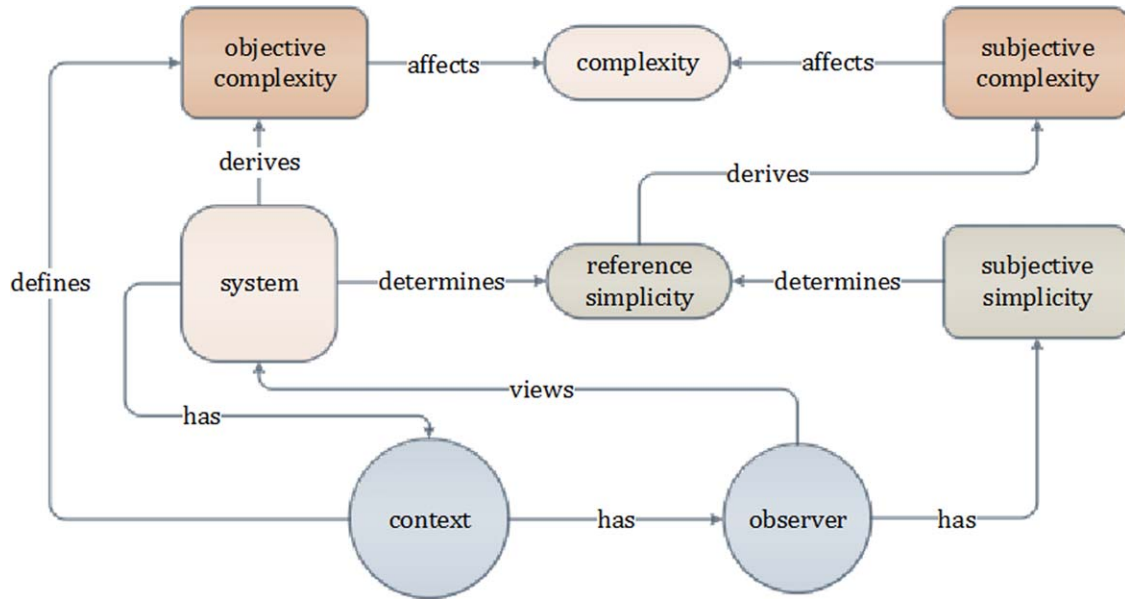 objective
complexity
affects
complexity
affects
subjective
complexity
derives
derives
defines
system
determines
reference
simplicity
determines
subjective
simplicity
views
has
context
has
observer
has